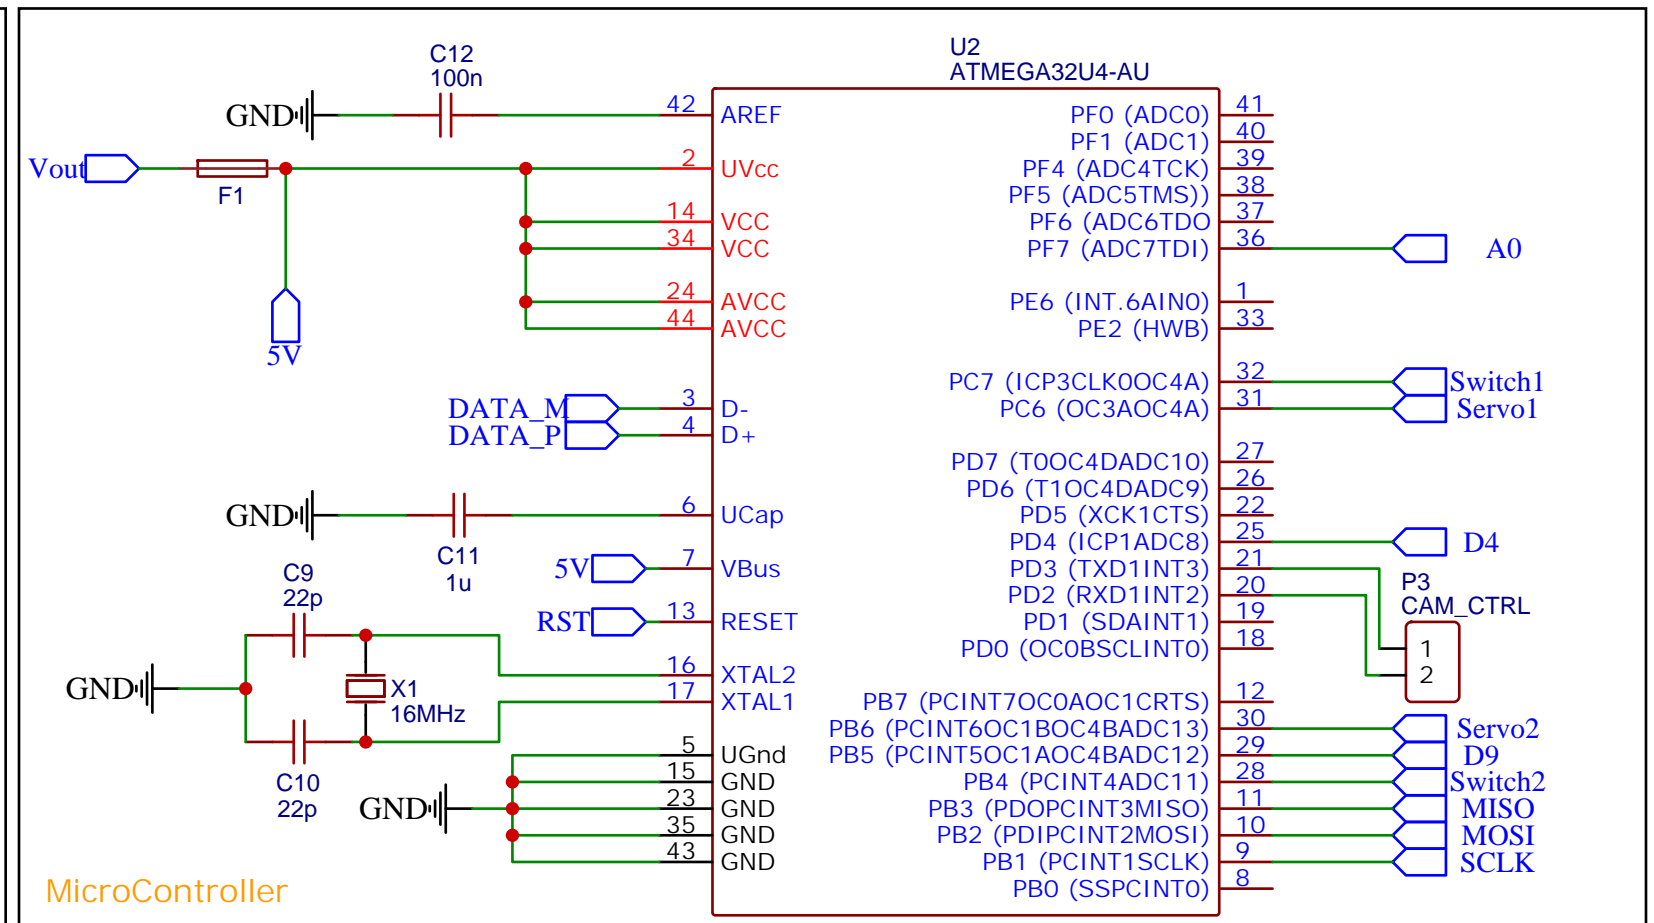 U2
ATMEGA32U4-AU
C12
100n
GND
42 AREF
Vout
F1
2 UVcc
14 VCC
34 VCC
24 AVCC
44 AVCC
5V
DATA_M 3 D-
DATA_P 4 D+
GND
C11
1u
6 UCap
5V 7 VBus
RST 13 RESET
C9
22p
GND
X1
16MHz
16 XTAL2
17 XTAL1
C10
22p
GND
5 UGnd
15 GND
23 GND
35 GND
43 GND
PF0 (ADC0) 41
PF1 (ADC1) 40
PF4 (ADC4TCK) 39
PF5 (ADC5TMS)) 38
PF6 (ADC6TDO 37
PF7 (ADC7TDI) 36 A0
PE6 (INT.6AIN0) 1
PE2 (HWB) 33
PC7 (ICP3CLK0OC4A) 32 Switch1
PC6 (OC3AOC4A) 31 Servo1
PD7 (T0OC4DADC10) 27
PD6 (T1OC4DADC9) 26
PD5 (XCK1CTS) 22
PD4 (ICP1ADC8) 25 D4
PD3 (TXD1INT3) 21
PD2 (RXD1INT2) 20
PD1 (SDAINT1) 19
PD0 (OC0BSCLINT0) 18
P3
CAM_CTRL
1
2
PB7 (PCINT7OC0AOC1CRTS) 12
PB6 (PCINT6OC1BOC4BADC13) 30 Servo2
PB5 (PCINT5OC1AOC4BADC12) 29 D9
PB4 (PCINT4ADC11) 28 Switch2
PB3 (PDOPCINT3MISO) 11 MISO
PB2 (PDIPCINT2MOSI) 10 MOSI
PB1 (PCINT1SCLK) 9 SCLK
PB0 (SSPCINT0) 8
MicroController